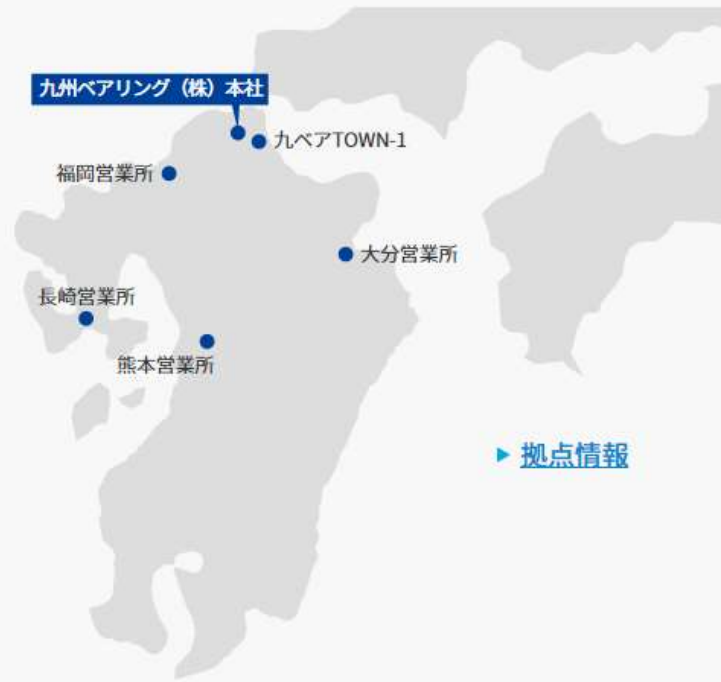 九州ベアリング（株）本社
九ベアTOWN-1
福岡営業所
大分営業所
長崎営業所
熊本営業所
拠点情報